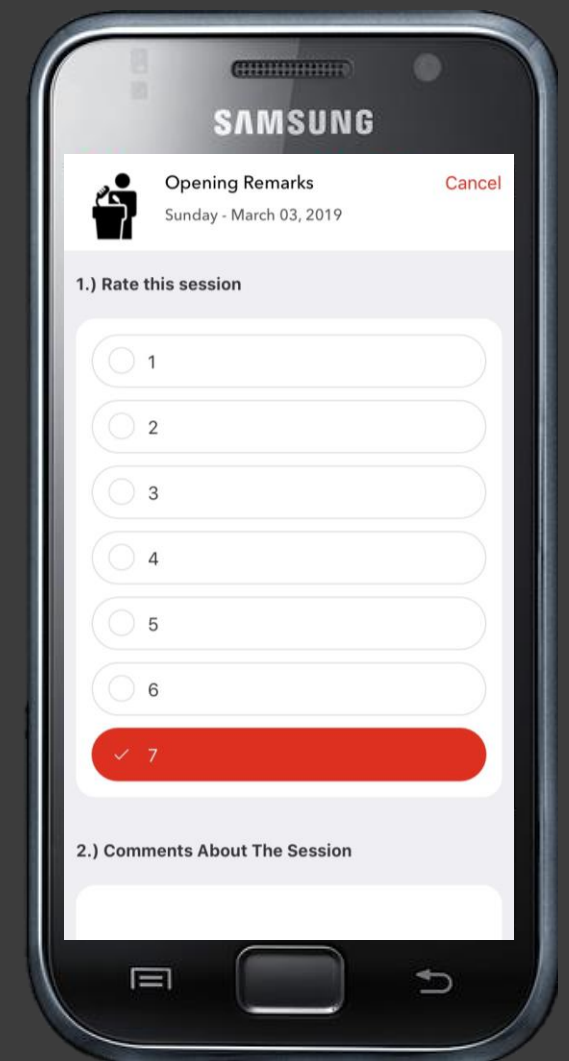 SAMSUNG
Opening Remarks
Cancel
Sunday - March 03, 2019
1.) Rate this session
1
2
3
4
5
6
7
2.) Comments About The Session